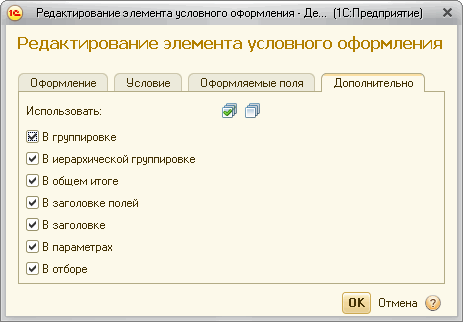 1С Редактирование элемента условного оформления - Де... (1С:Предприятие)
Редактирование элемента условного оформления
Оформление Условие Оформляемые поля Дополнительно
Использовать:
В группировке
В иерархической группировке
В общем итоге
В заголовке полей
В заголовке
В параметрах
В отборе
OK Отмена ?